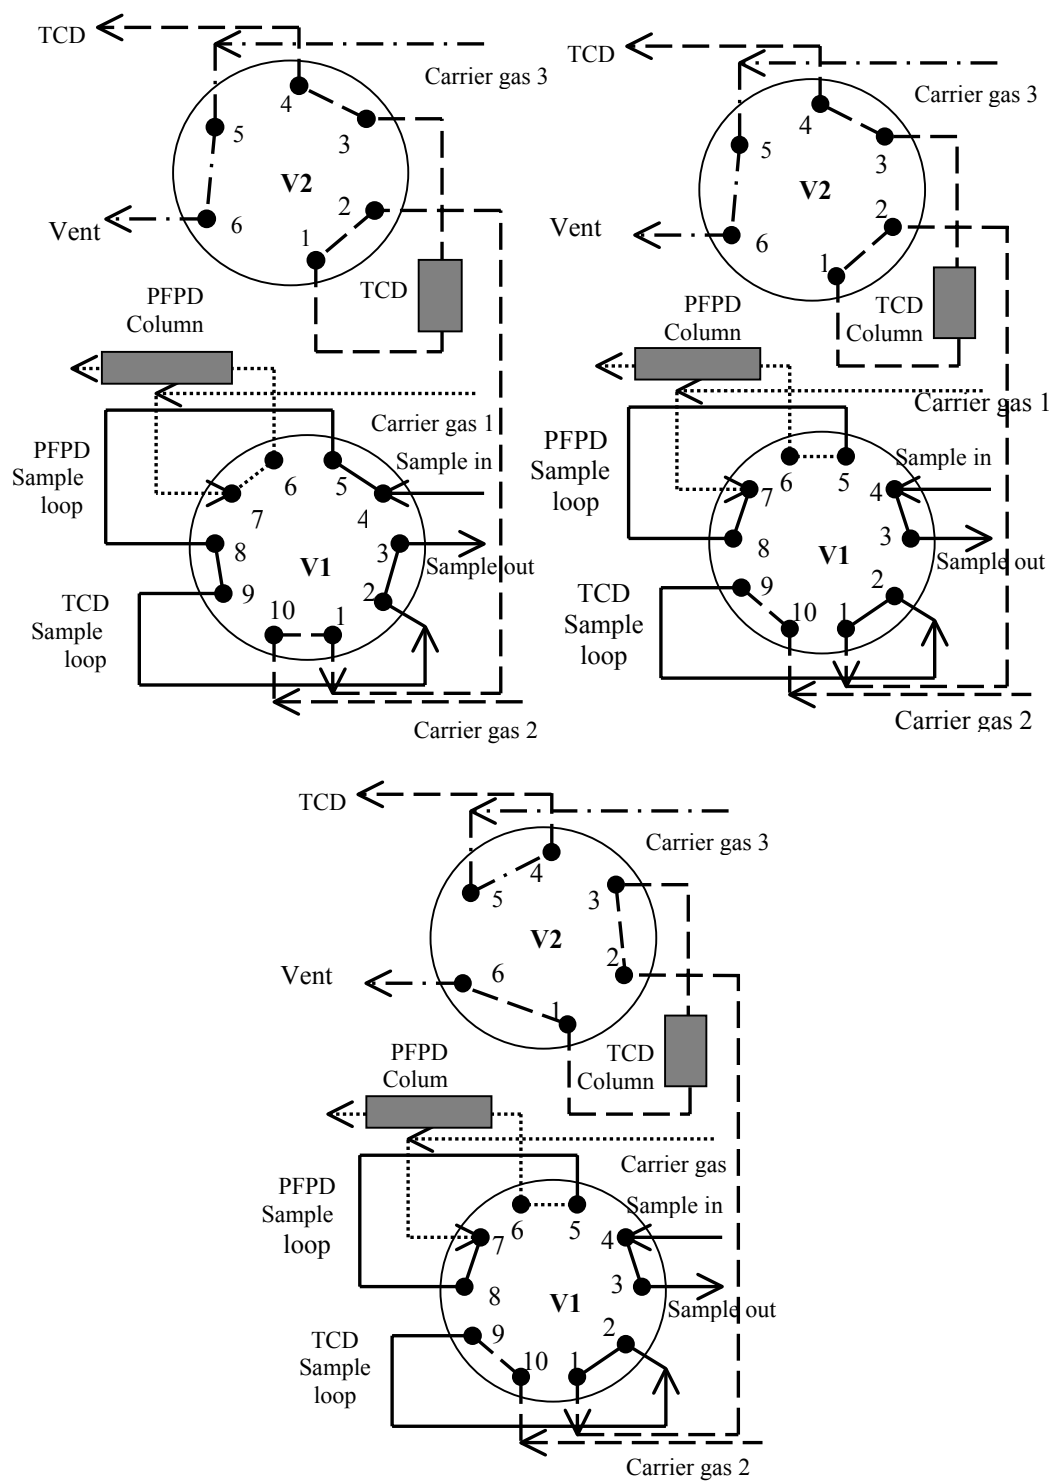 TCD
Carrier gas 3
4
3
5
V2
2
6
1
Vent
TCD
PFPD
Column
Carrier gas 1
PFPD
Sample
loop
Sample in
6
5
7
4
8
3
V1
Sample out
9
2
TCD
Sample
loop
10
1
Carrier gas 2
TCD
Carrier gas 3
4
3
5
V2
2
6
1
Vent
TCD
Column
PFPD
Column
Carrier gas 1
PFPD
Sample
loop
Sample in
6
5
7
4
8
3
V1
Sample out
9
2
TCD
Sample
loop
10
1
Carrier gas 2
TCD
Carrier gas 3
4
5
3
V2
2
6
1
Vent
TCD
Column
PFPD
Colum
Carrier gas
PFPD
Sample
loop
Sample in
6
5
7
4
8
3
V1
Sample out
9
2
TCD
Sample
loop
10
1
Carrier gas 2